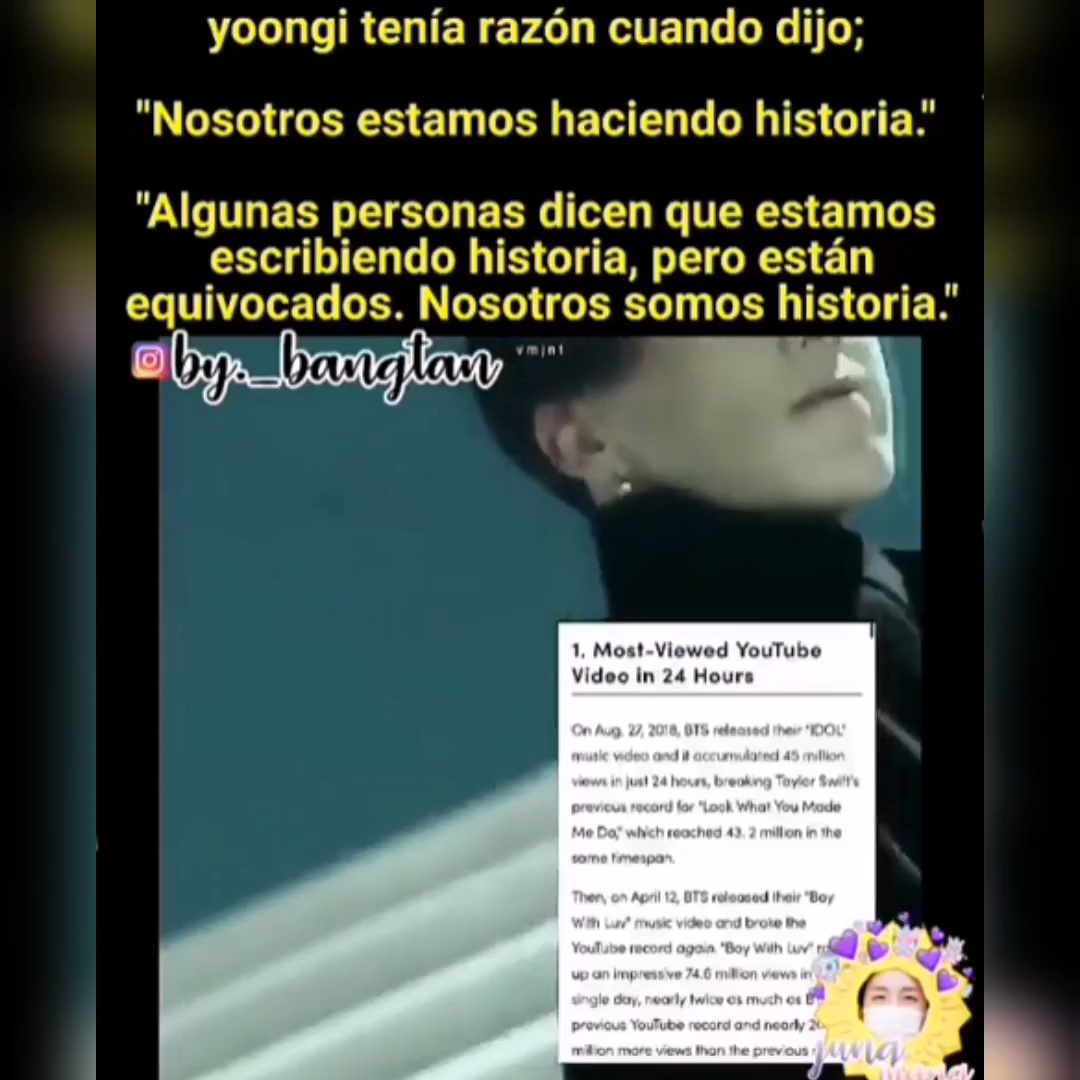 yoongi tenía razón cuando dijo;
"Nosotros estamos haciendo historia."
"Algunas personas dicen que estamos
escribiendo historia, pero están
equivocados. Nosotros somos historia."
by._bangtan
vmjnt
1. Most-Viewed YouTube
Video in 24 Hours
On Aug. 27, 2018, BTS released their "IDOL"
music video and it accumulated 45 million
views in just 24 hours, breaking Taylor Swift's
previous record for "Look What You Made
Me Do," which reached 43. 2 million in the
same timespan.
Then, on April 12, BTS released their "Boy
With Luv" music video and broke the
YouTube record again. "Boy With Luv"
up an impressive 74.6 million views in
single day, nearly twice as much as
previous YouTube record and nearly
million more views than the previous
jung